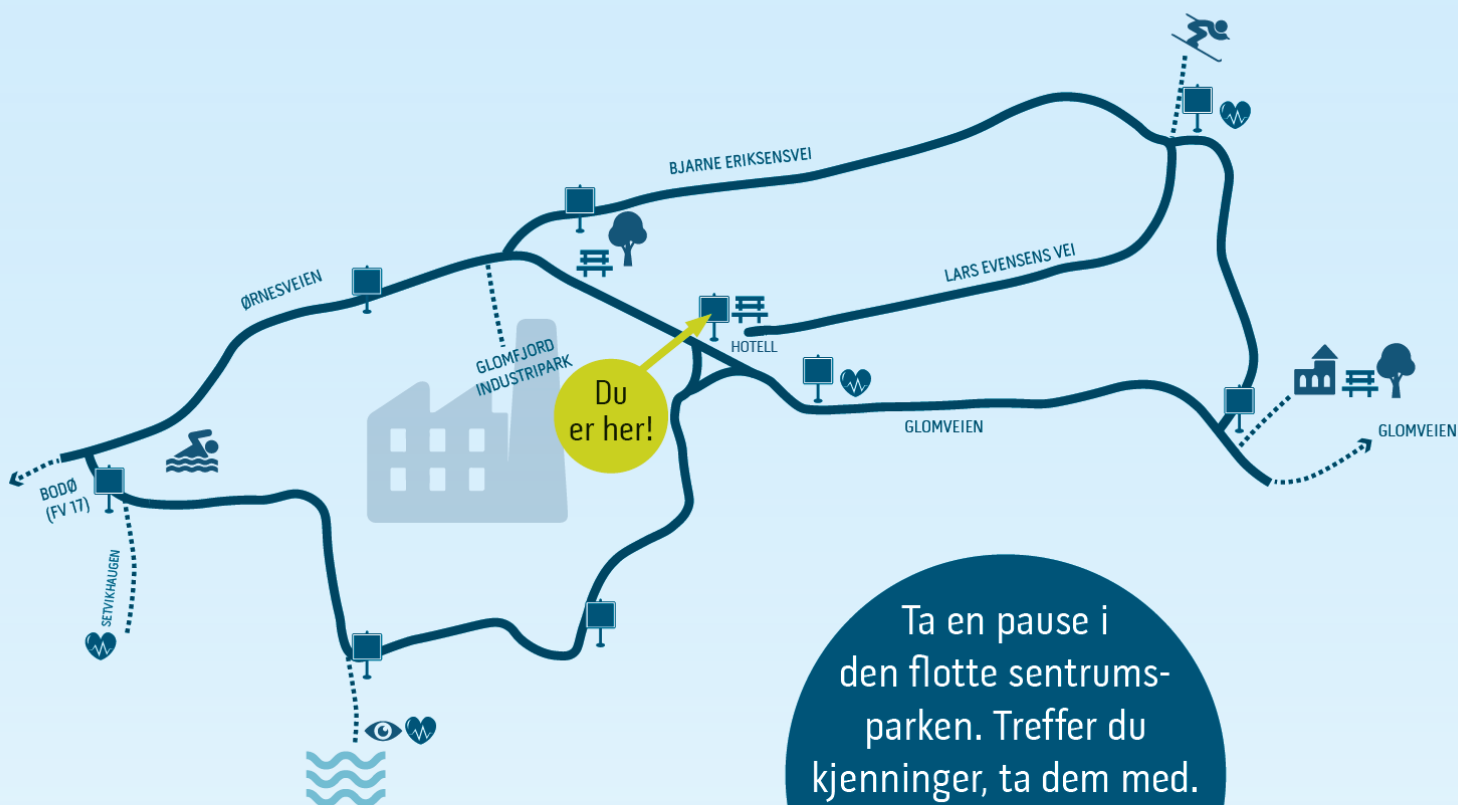 BJARNE ERIKSENSVEI
ØRNESVEIEN
LARS EVENSENS VEI
GLOMFJORD
INDUSTRIPARK
HOTELL
Du
er her!
GLOMVEIEN
GLOMVEIEN
BODØ
(FV 17)
SETVIKHAUGEN
Ta en pause i
den flotte sentrums-
parken. Treffer du
kjenninger, ta dem med.